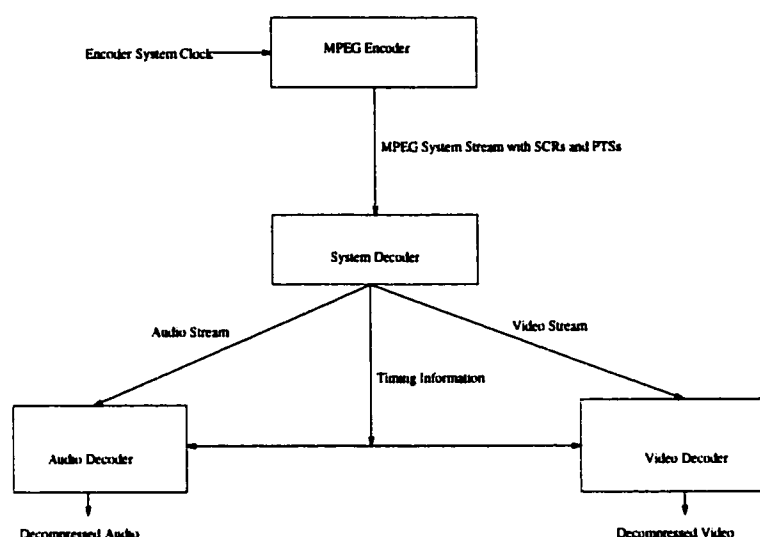 MPEG Encoder
Encoder System Clock
MPEG System Stream with SCRs and PTSs
System Decoder
Audio Stream
Video Stream
Timing Information
Audio Decoder
Video Decoder
Decompressed Audio
Decompressed Video